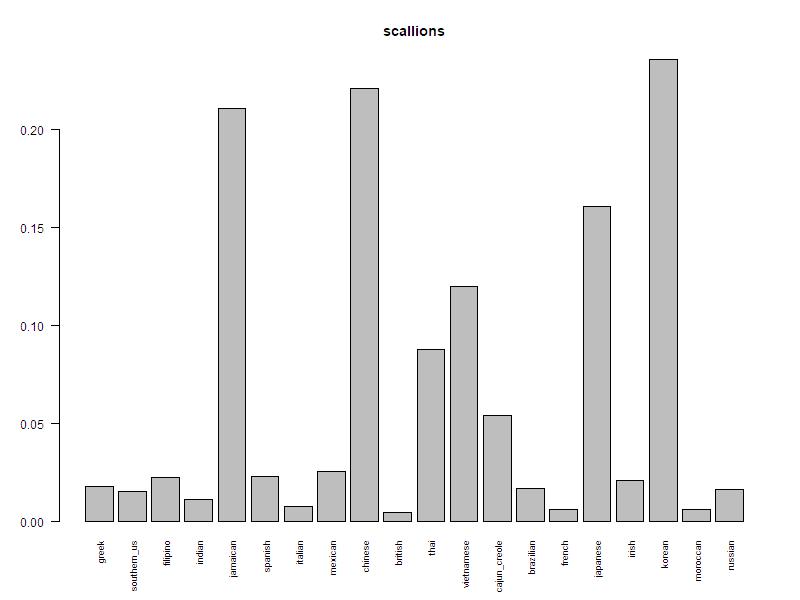 scallions
0.20
0.15
0.10
0.05
0.00
greek
southern_us
filipino
indian
jamaican
spanish
italian
mexican
chinese
british
thai
vietnamese
cajun_creole
brazilian
french
japanese
irish
korean
moroccan
russian